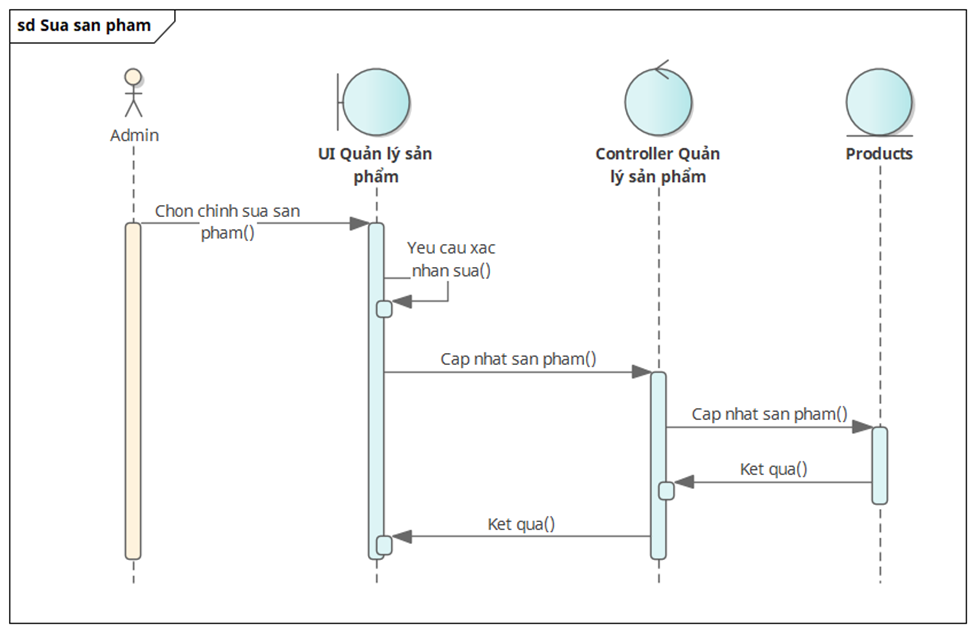 sd Sua san pham
Admin
UI Quản lý sản
phẩm
Controller Quản
lý sản phẩm
Products
Chon chinh sua san
pham()
Yeu cau xac
nhan sua()
Cap nhat san pham()
Cap nhat san pham()
Ket qua()
Ket qua()